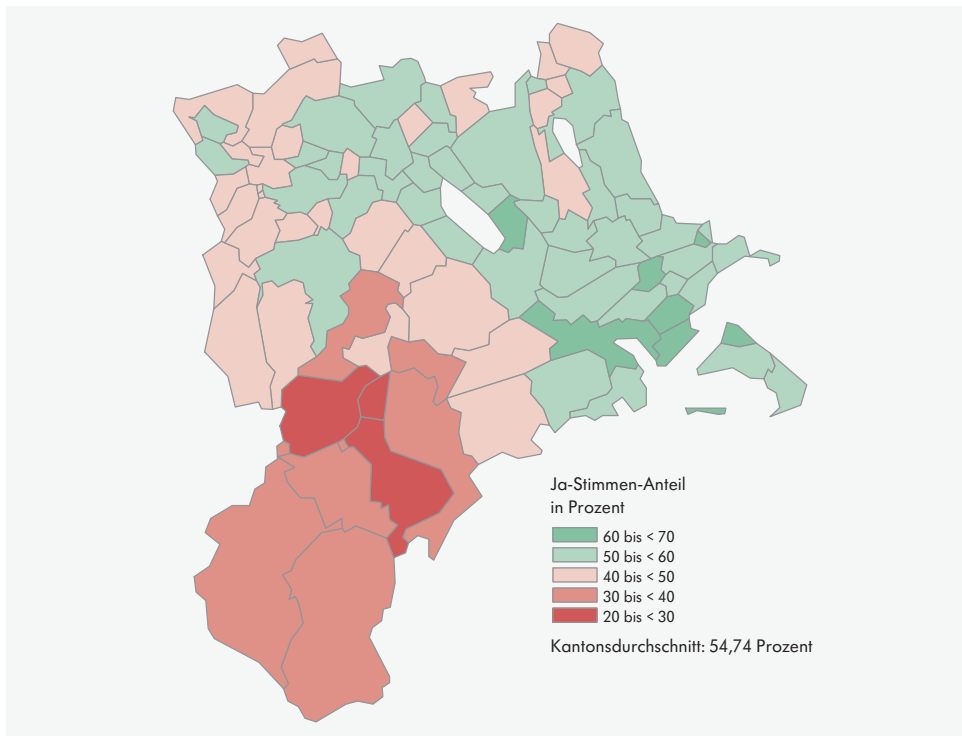 Ja-Stimmen-Anteil
in Prozent
60 bis < 70
50 bis < 60
40 bis < 50
30 bis < 40
20 bis < 30
Kantonsdurchschnitt: 54,74 Prozent